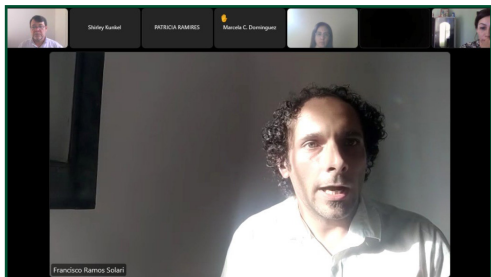 Shirley Kunkel
PATRICIA RAMIRES
Marcela C. Dominguez
Francisco Ramos Solari